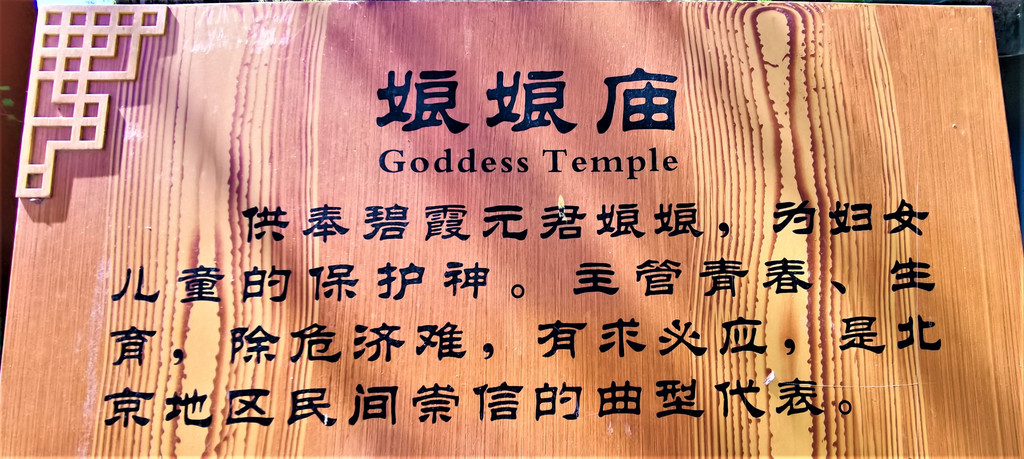 娘娘庙
Goddess Temple
供奉碧霞元君娘娘，为妇女
儿童的保护神。主管青春、生
育，除危济难，有求必应，是北
京地区民间崇信的曲型代表。